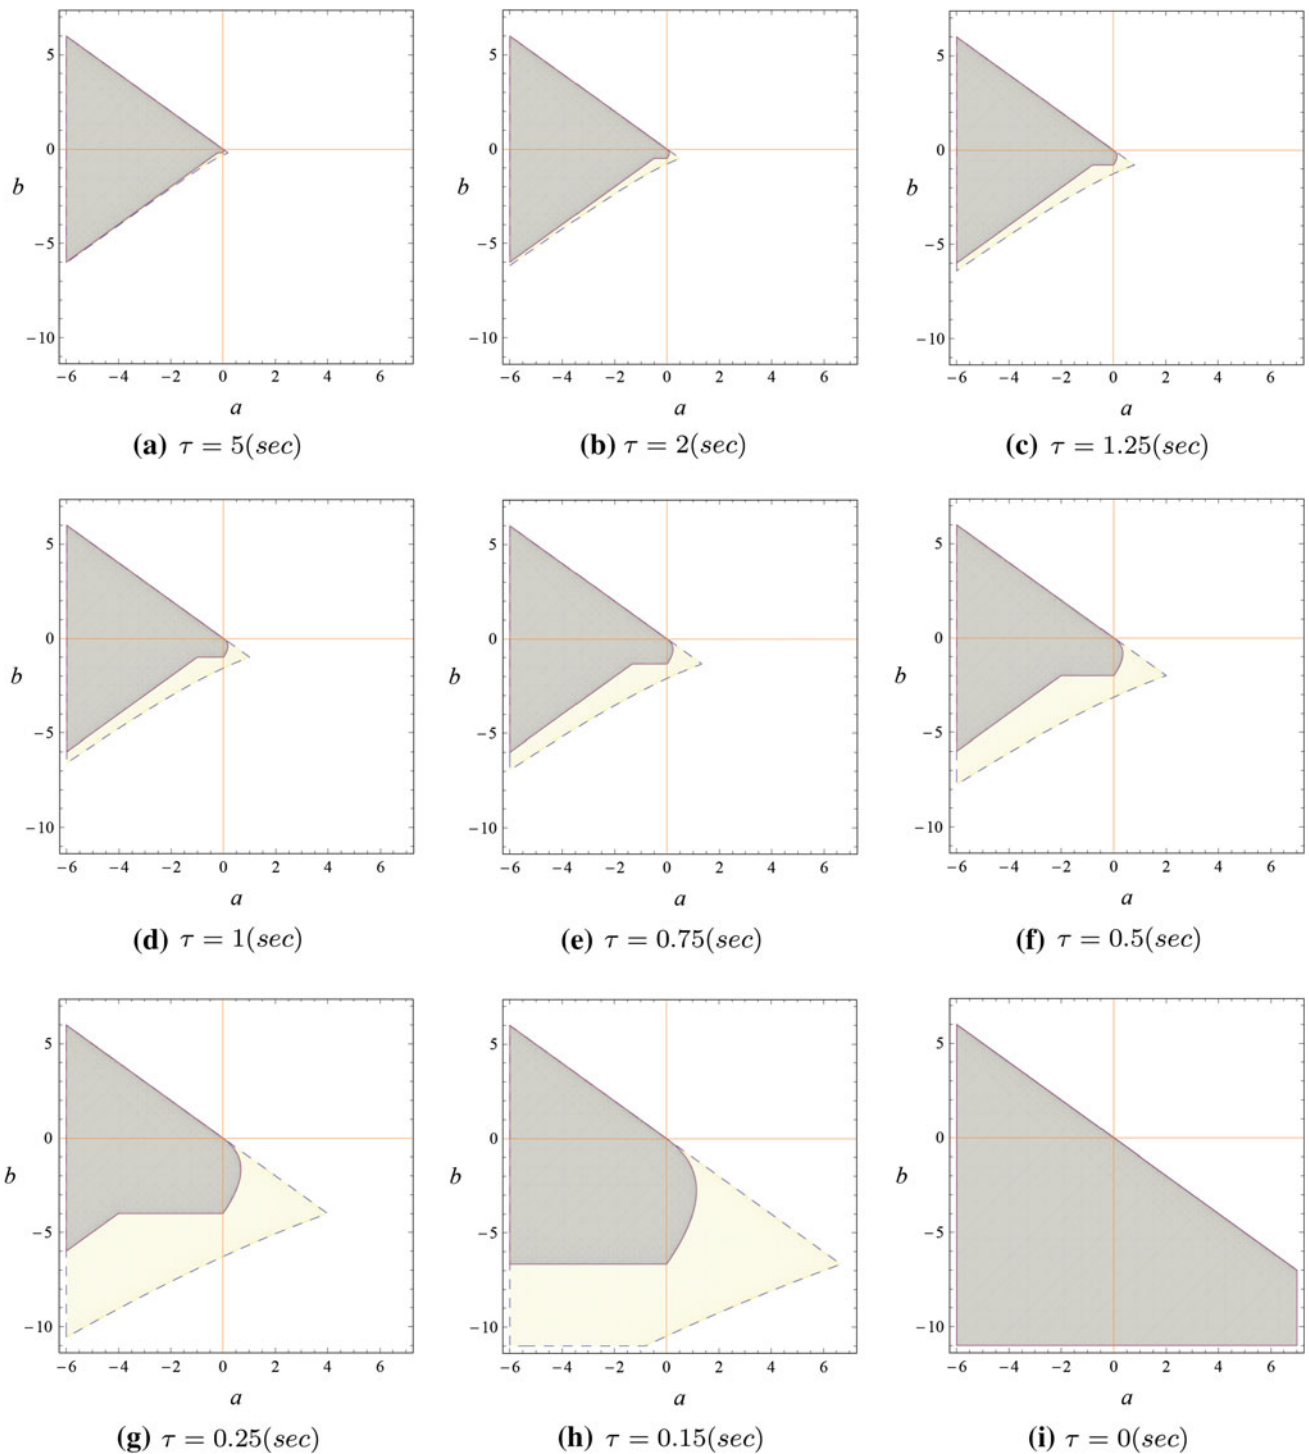 5 5 5
0 0 0
b b b
−5 −5 −5
−10 −10 −10
−6 −4 −2 0 2 4 6 −6 −4 −2 0 2 4 6 −6 −4 −2 0 2 4 6
a a a
(a) τ = 5(sec) (b) τ = 2(sec) (c) τ = 1.25(sec)
5 5 5
0 0 0
b b b
−5 −5 −5
−10 −10 −10
−6 −4 −2 0 2 4 6 −6 −4 −2 0 2 4 6 −6 −4 −2 0 2 4 6
a a a
(d) τ = 1(sec) (e) τ = 0.75(sec) (f) τ = 0.5(sec)
5 5 5
0 0 0
b b b
−5 −5 −5
−10 −10 −10
−6 −4 −2 0 2 4 6 −6 −4 −2 0 2 4 6 −6 −4 −2 0 2 4 6
a a a
(g) τ = 0.25(sec) (h) τ = 0.15(sec) (i) τ = 0(sec)